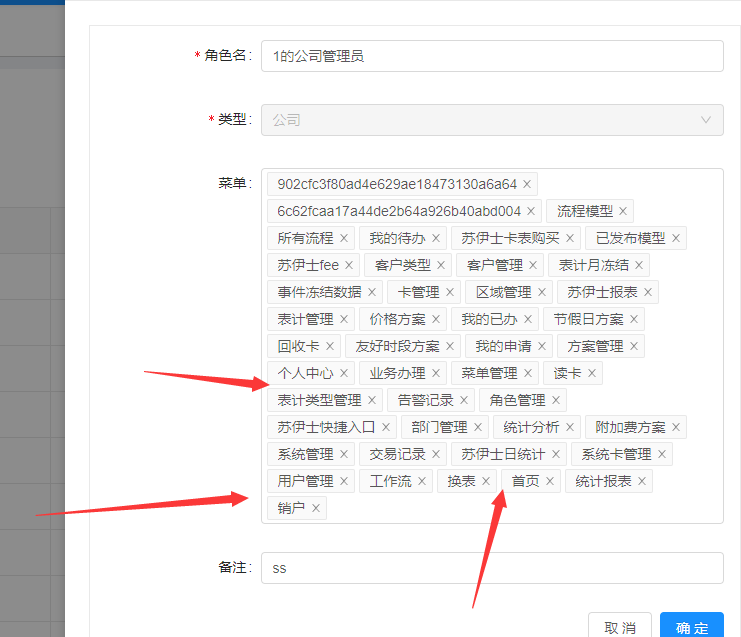 * 角色名: 1的公司管理员
* 类型: 公司
菜单: 902cfc3f80ad4e629ae18473130a6a64 ×
6c62fcaa17a44de2b64a926b40abd004 × 流程模型 ×
所有流程 × 我的待办 × 苏伊士卡表购买 × 已发布模型 ×
苏伊士fee × 客户类型 × 客户管理 × 表计月冻结 ×
事件冻结数据 × 卡管理 × 区域管理 × 苏伊士报表 ×
表计管理 × 价格方案 × 我的已办 × 节假日方案 ×
回收卡 × 友好时段方案 × 我的申请 × 方案管理 ×
个人中心 × 业务办理 × 菜单管理 × 读卡 ×
表计类型管理 × 告警记录 × 角色管理 ×
苏伊士快捷入口 × 部门管理 × 统计分析 × 附加费方案 ×
系统管理 × 交易记录 × 苏伊士日统计 × 系统卡管理 ×
用户管理 × 工作流 × 换表 × 首页 × 统计报表 ×
销户 ×
备注: ss
取 消 确 定